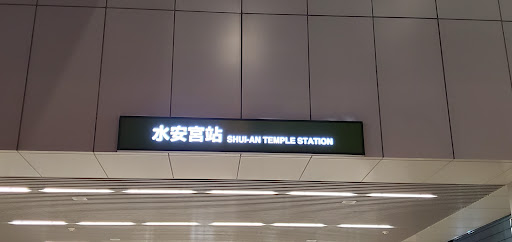 水安宮站 SHUI-AN TEMPLE STATION